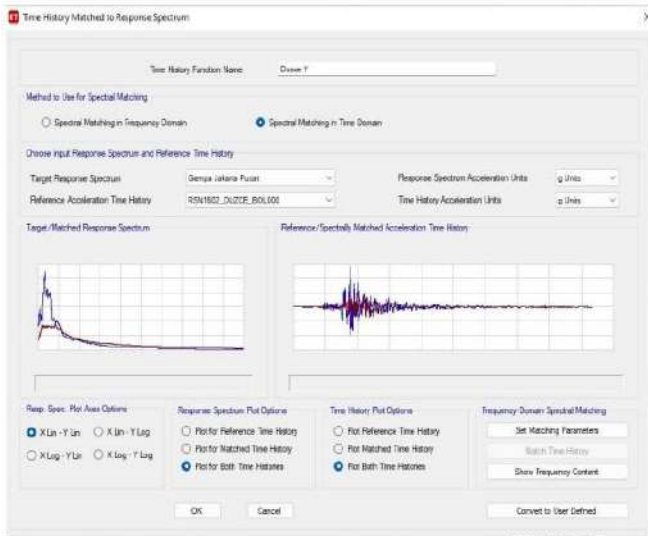 Time History Matched to Response Spectrum
Time History Function Name
Method to Use for Spectral Matching
Spectral Matching in Frequency Domain
Spectral Matching in Time Domain
Choose Input Response Spectrum and Reference Time History
Target Response Spectrum
Gempa Jakarta Pusat
Response Spectrum Acceleration Units
g Units
Reference Acceleration Time History
RSN1602_DUZCE_BOL000
Time History Acceleration Units
g Units
Target/Matched Response Spectrum
Reference/Spectrally Matched Acceleration Time History
Resp. Spec. Plot Axes Options
X Lin - Y Lin
X Lin - Y Log
X Log - Y Lin
X Log - Y Log
Response Spectrum Plot Options
Plot for Reference Time History
Plot for Matched Time History
Plot for Both Time Histories
Time History Plot Options
Plot Reference Time History
Plot Matched Time History
Plot Both Time Histories
Frequency Domain Spectral Matching
Set Matching Parameters
Match Time History
Show Frequency Content
OK
Cancel
Convert to User Defined